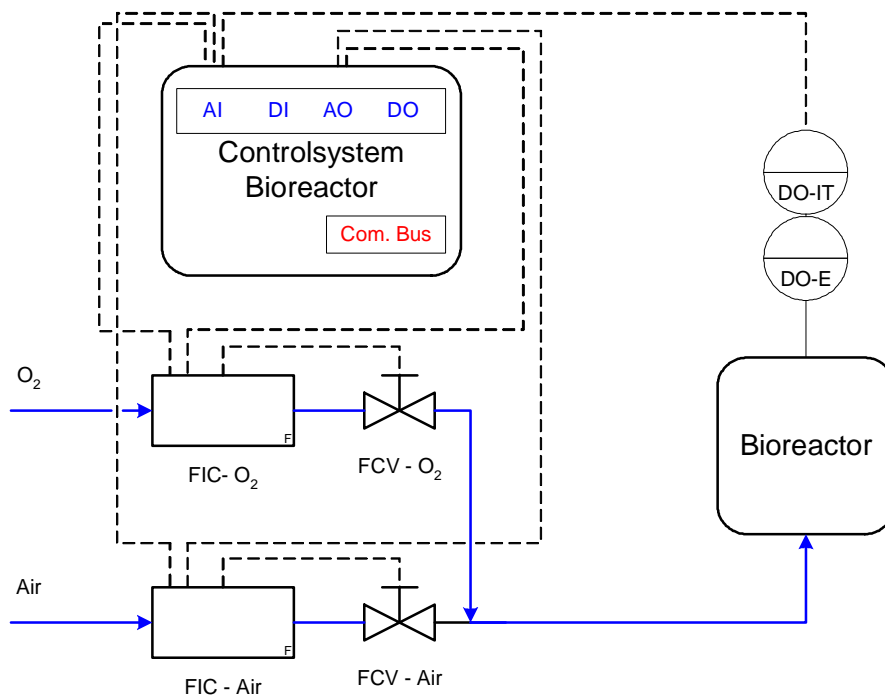 AI DI AO DO
Controlsystem
Bioreactor
Com. Bus
DO-IT
DO-E
O₂
F
FIC- O₂
FCV - O₂
Bioreactor
Air
F
FIC - Air
FCV - Air